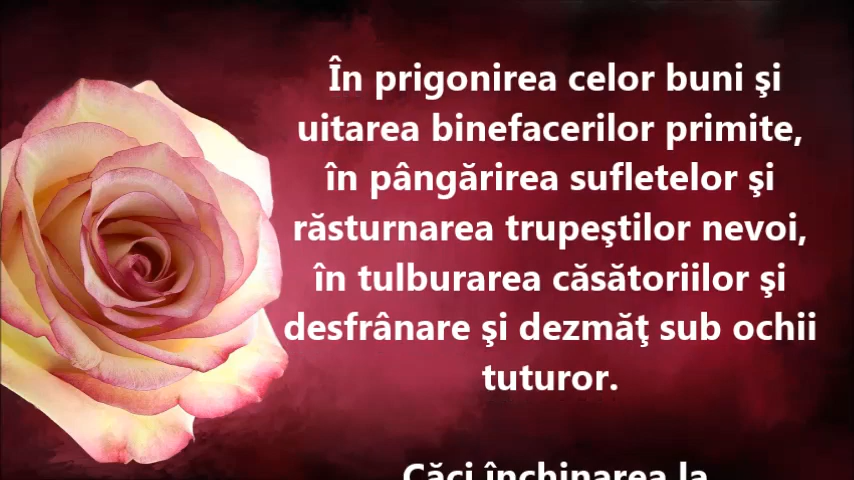 În prigonirea celor buni şi
uitarea binefacerilor primite,
în pângărirea sufletelor şi
răsturnarea trupeştilor nevoi,
în tulburarea căsătoriilor şi
desfrânare şi dezmăţ sub ochii
tuturor.
Căci închinarea la